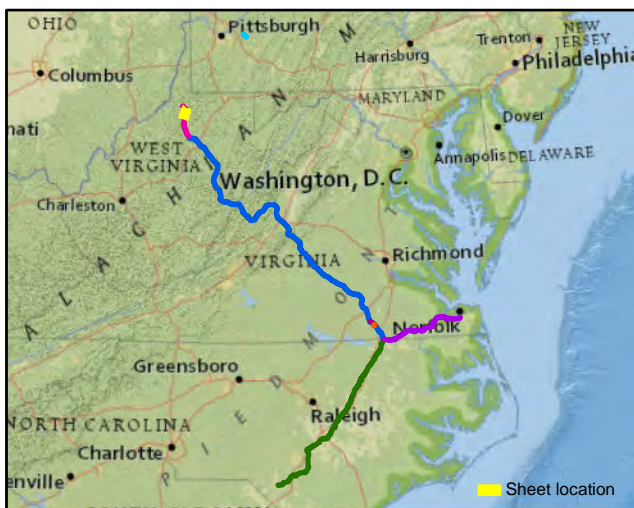 OHIO
Pittsburgh
M
Harrisburg
Trenton
NEW
JERSEY
Philadelphia
Columbus
MARYLAND
nati
N
A
Dover
WEST
VIRGINIA
I
Annapolis
DELAWARE
H
Washington, D.C.
Charleston
C
T
A
N
Richmond
L
VIRGINIA
O
A
P
P
A
M
Norfolk
D
Greensboro
E
I
Raleigh
NORTH CAROLINA
P
Charlotte
enville
Sheet location